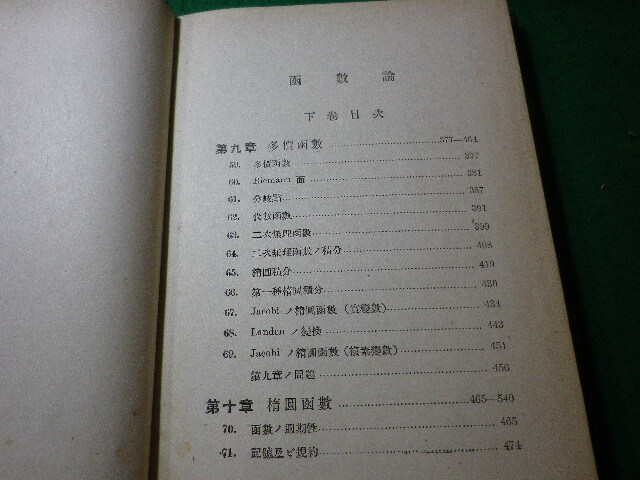 函數論
下卷目次
第九章 多價函數 377—464
59. 多價函數 377
60. Riemann 面 381
61. 分岐點 387
62. 代數函數 391
63. 二次無理函數 399
64. 二次無理函數ノ積分 408
65. 楕圓積分 419
66. 第一種楕圓積分 420
67. Jacobi ノ楕圓函數 (實變數) 434
68. Landen ノ變換 443
69. Jacobi ノ楕圓函數 (複素變數) 451
第九章ノ問題 456
第十章 楕圓函數 465—540
70. 函數ノ週期性 465
71. 記號及ビ規約 474